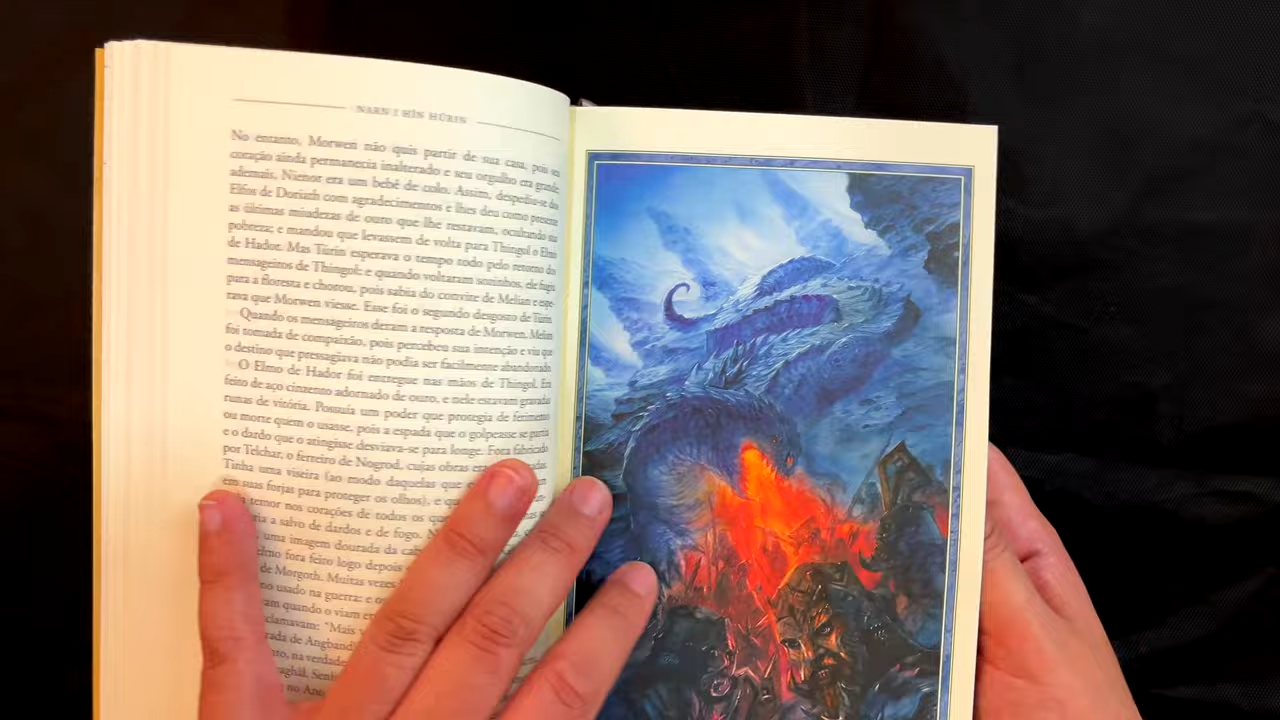 NARN I HÎN HÚRIN
No entanto, Morwen não quis partir de sua casa, pois seu
coração ainda permanecia inalterado e seu orgulho era grande;
ademais, Nienor era um bebê de colo. Assim, despediu-se dos
Elfos de Doriath com agradecimentos e lhes deu como presente
as últimas miudezas de ouro que lhe restavam, ocultando sua
pobreza; e mandou que levassem de volta para Thingol o Elmo
de Hador. Mas Túrin esperava o tempo todo pelo retorno dos
mensageiros de Thingol; e quando voltaram sozinhos, ele fugiu
para a floresta e chorou, pois sabia do convite de Melian e espe-
rava que Morwen viesse. Esse foi o segundo desgosto de Túrin.
Quando os mensageiros deram a resposta de Morwen, Melian
foi tomada de compaixão, pois percebeu sua intenção e viu que
o destino que pressagiava não podia ser facilmente abandonado.
O Elmo de Hador foi entregue nas mãos de Thingol. Era
feito de aço cinzento adornado de ouro, e nele estavam gravadas
runas de vitória. Possuía um poder que protegia de ferimento
ou morte quem o usasse, pois a espada que o golpeasse se partia
e o dardo que o atingisse desviava-se para longe. Fora fabricado
por Telchar, o ferreiro de Nogrod, cujas obras
Tinha uma viseira (ao modo daquelas que
em suas forjas para proteger os olhos), e
temor nos corações de todos os
a salvo de dardos e de fogo.
uma imagem dourada da
fora feito logo depois
de Morgoth. Muitas vezes
no usado na guerra; e
quando o viam
"Mais
de Angband
na verdade
no